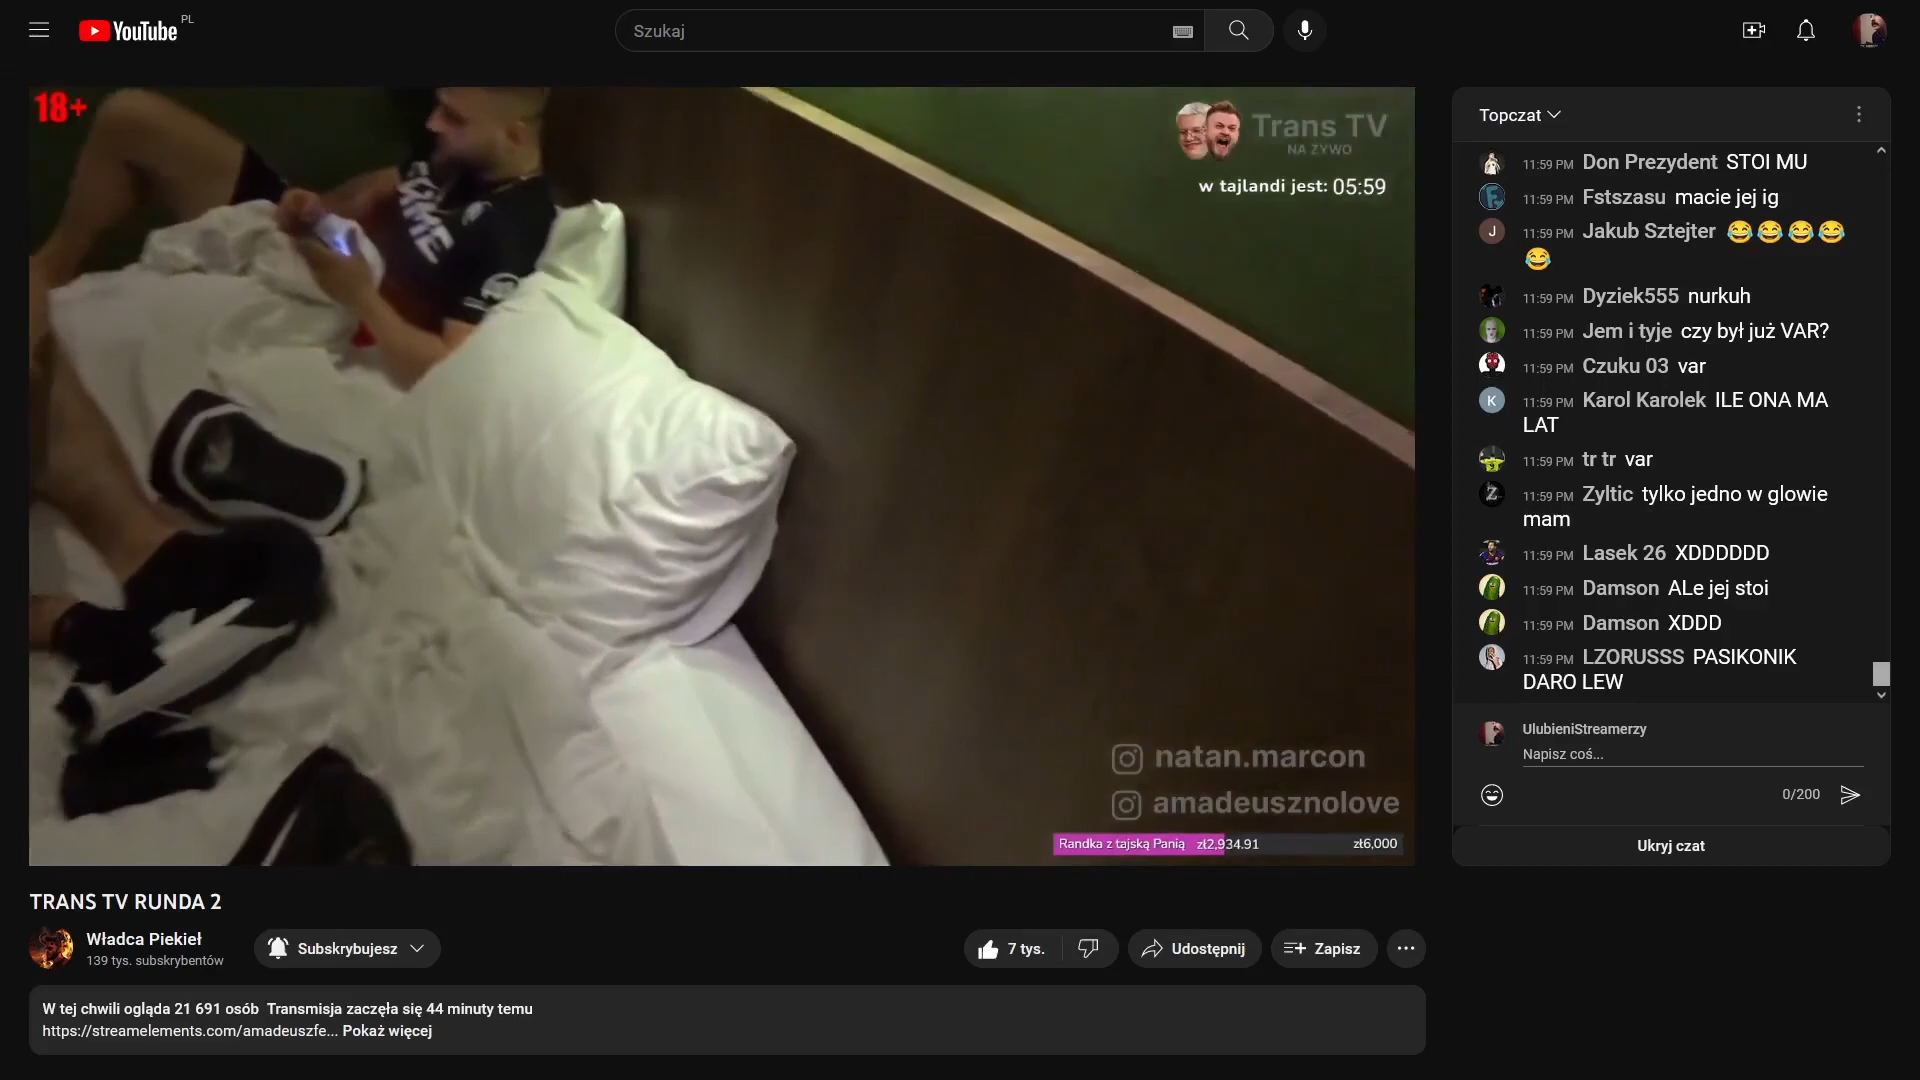 YouTube PL
Szukaj
18+
Trans TV
NA ŻYWO
w tajlandi jest: 05:59
GAME
natan.marcon
amadeusznolove
Randka z tajską Panią zł2,934.91 zł6,000
TRANS TV RUNDA 2
Władca Piekieł
139 tys. subskrybentów
Subskrybujesz
7 tys.
Udostępnij
Zapisz
W tej chwili ogląda 21 691 osób Transmisja zaczęła się 44 minuty temu
https://streamelements.com/amadeuszfe... Pokaż więcej
Topczat
11:59 PM Don Prezydent STOI MU
11:59 PM Fstszasu macie jej ig
J 11:59 PM Jakub Sztejter 😂😂😂😂
😂
11:59 PM Dyziek555 nurkuh
11:59 PM Jem i tyje czy był już VAR?
11:59 PM Czuku 03 var
K 11:59 PM Karol Karolek ILE ONA MA
LAT
11:59 PM tr tr var
Z 11:59 PM Zyltic tylko jedno w glowie
mam
11:59 PM Lasek 26 XDDDDDD
11:59 PM Damson ALe jej stoi
11:59 PM Damson XDDD
11:59 PM LZORUSSS PASIKONIK
DARO LEW
UlubieniStreamerzy
Napisz coś...
0/200
Ukryj czat